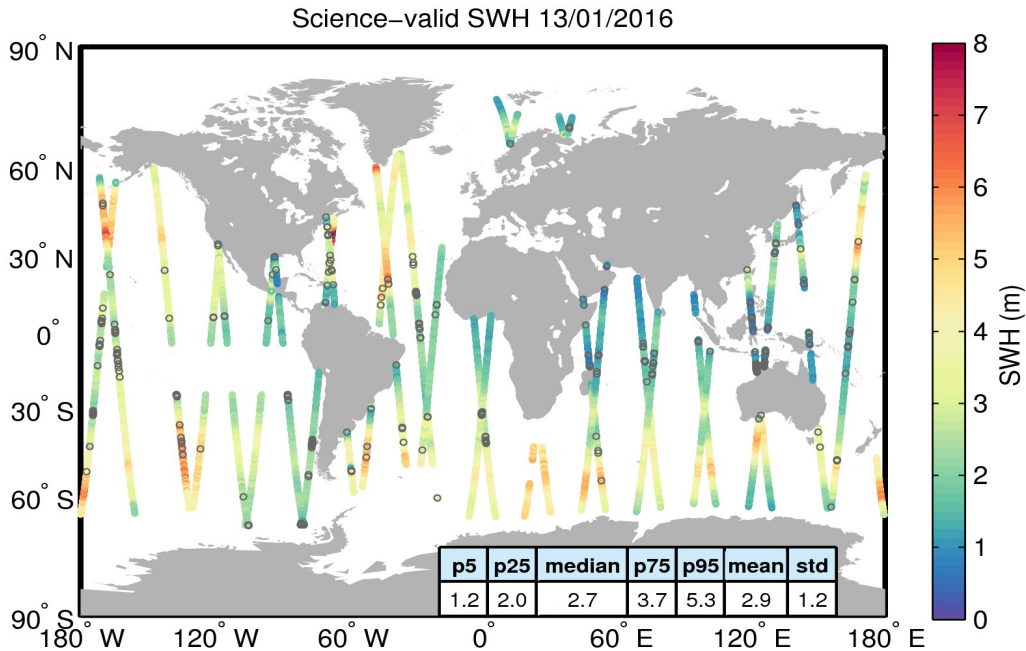 Science−valid SWH 13/01/2016
90° N
60° N
30° N
0°
30° S
60° S
90° S
180° W
120° W
60° W
0°
60° E
120° E
180° E
p5 p25 median p75 p95 mean std
1.2 2.0 2.7 3.7 5.3 2.9 1.2
8
7
6
5
4
3
2
1
0
SWH (m)